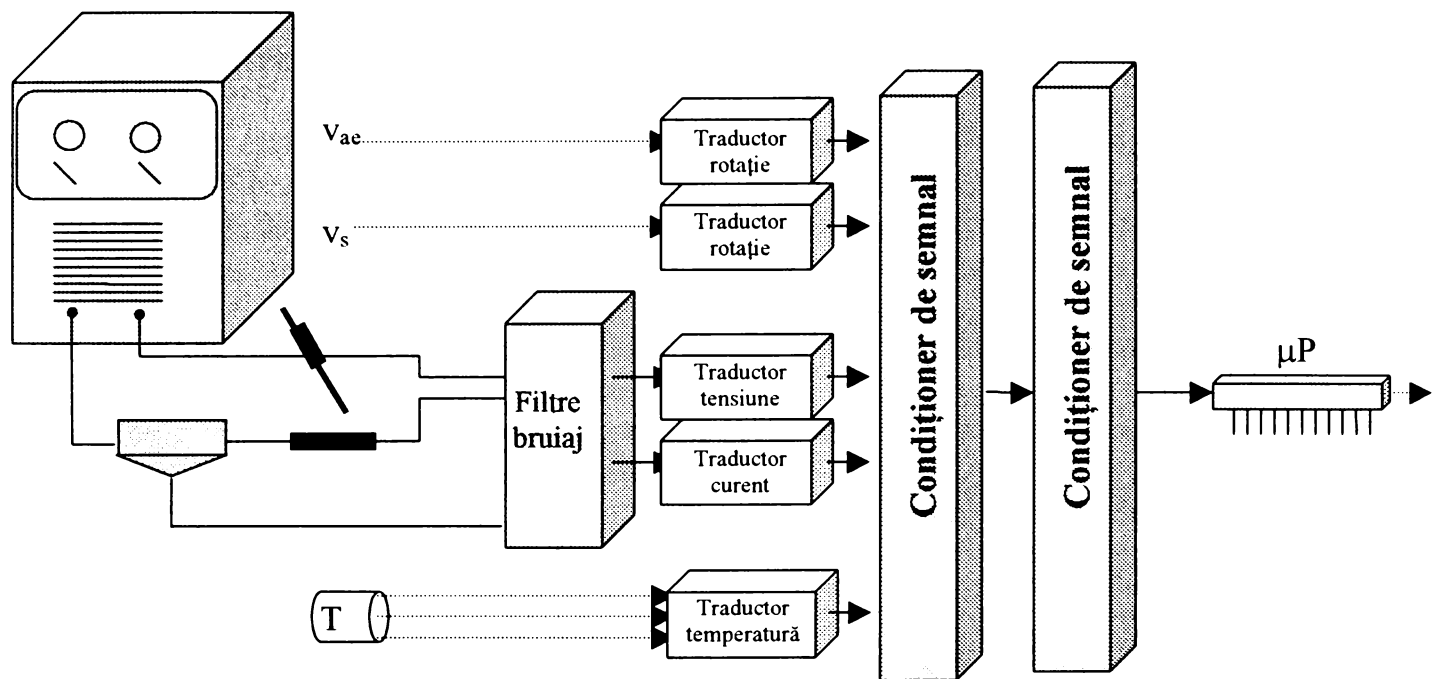 Vae
Traductor
rotație
Vs
Traductor
rotație
Filtre
bruiaj
Traductor
tensiune
Traductor
curent
T
Traductor
temperatură
Condiționer de semnal
Condiționer de semnal
μP